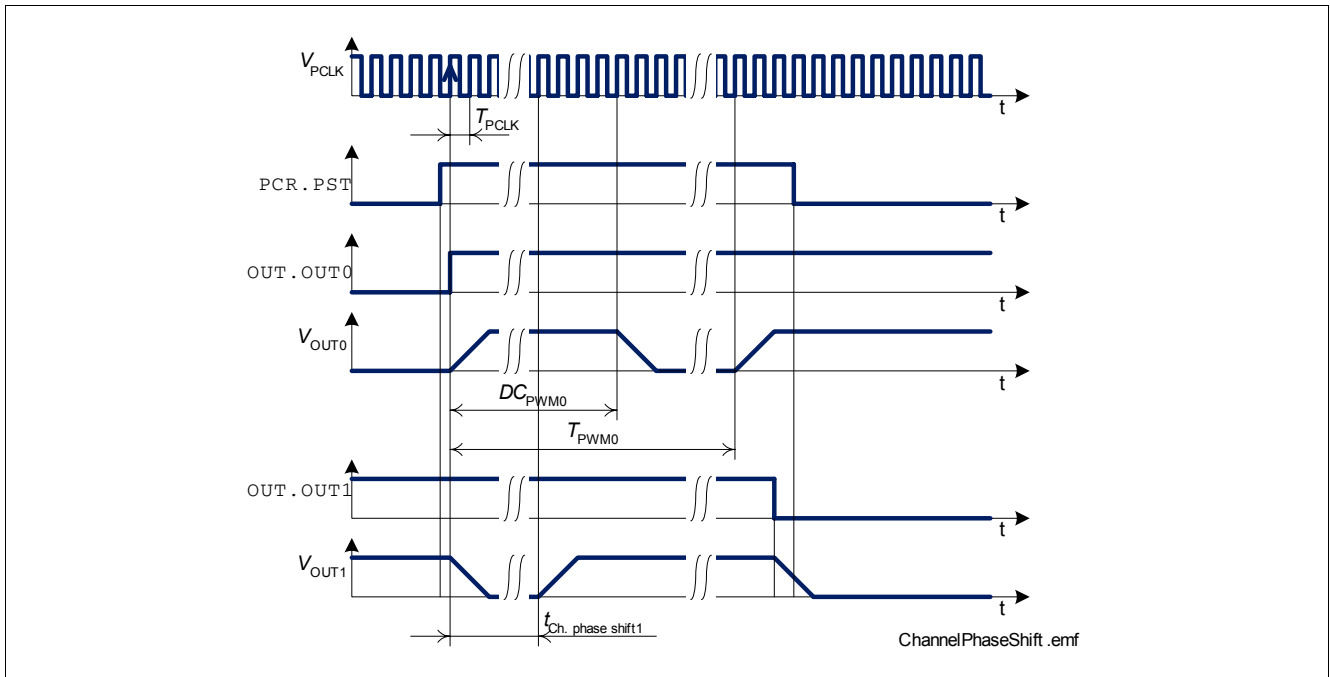 VPCLK
t
TPCLK
PCR.PST
t
OUT.OUT0
t
VOUT0
t
DCPWM0
TPWM0
OUT.OUT1
t
VOUT1
t
tCh. phase shift1
ChannelPhaseShift .emf